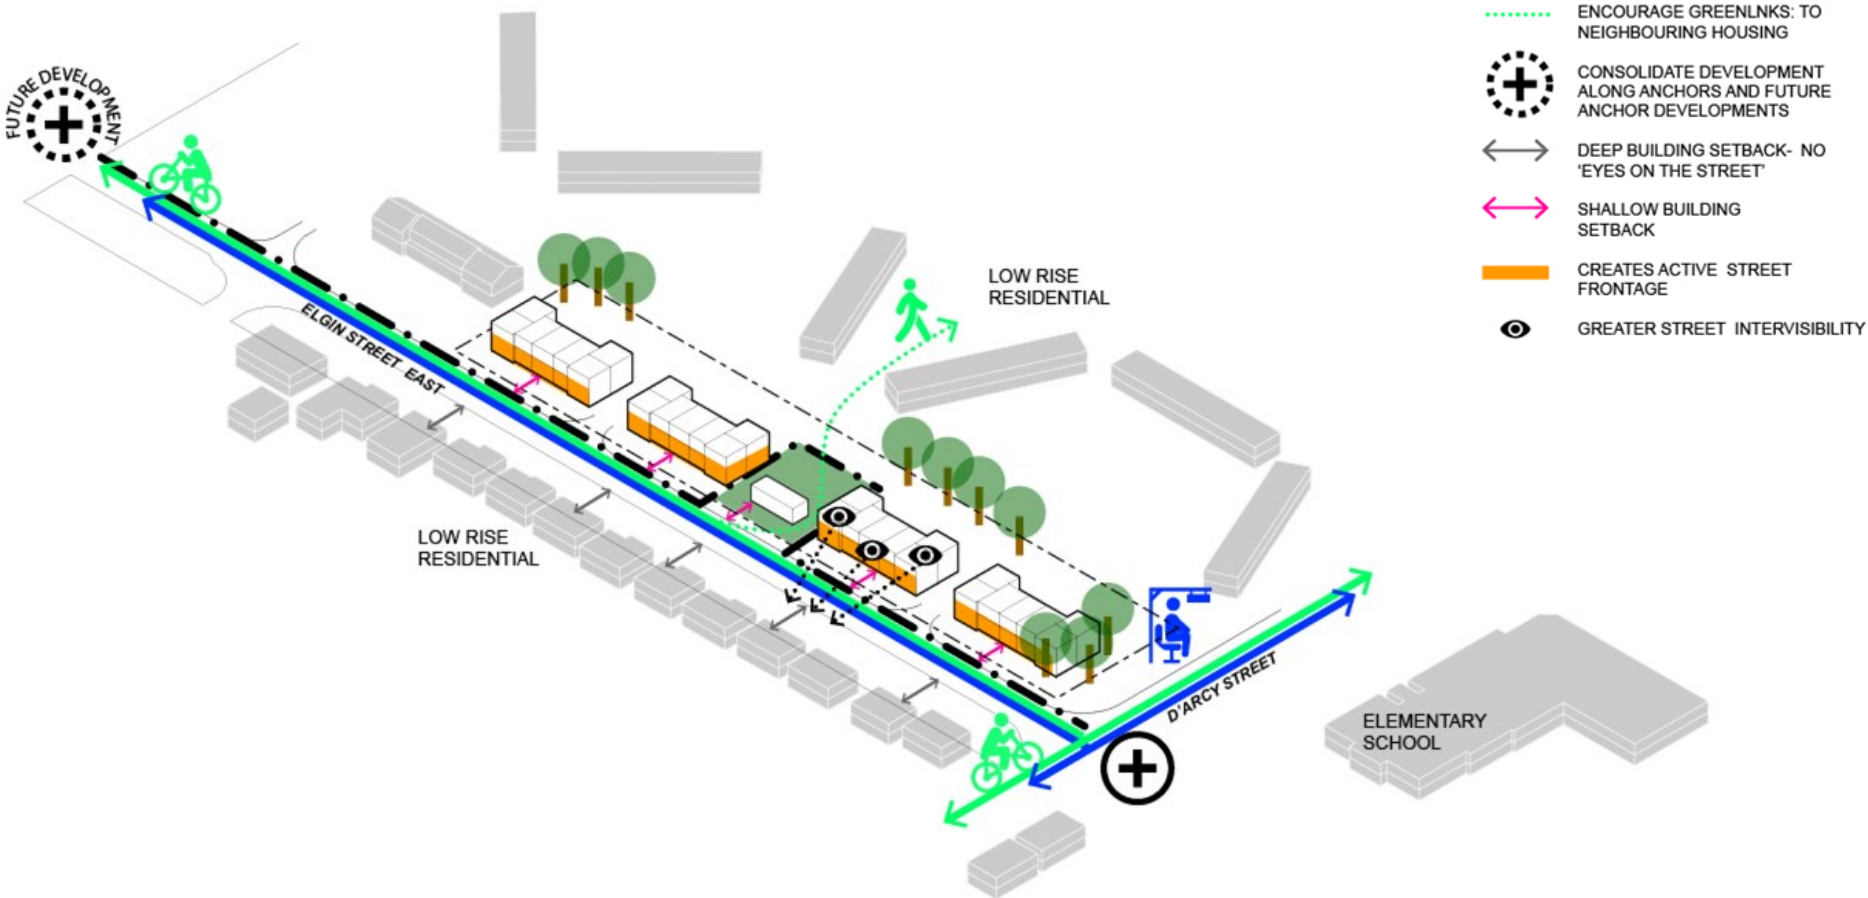 FUTURE DEVELOPMENT
ELGIN STREET EAST
LOW RISE
RESIDENTIAL
LOW RISE
RESIDENTIAL
D'ARCY STREET
ELEMENTARY
SCHOOL
ENCOURAGE GREENLNKS: TO
NEIGHBOURING HOUSING
CONSOLIDATE DEVELOPMENT
ALONG ANCHORS AND FUTURE
ANCHOR DEVELOPMENTS
DEEP BUILDING SETBACK- NO
'EYES ON THE STREET'
SHALLOW BUILDING
SETBACK
CREATES ACTIVE STREET
FRONTAGE
GREATER STREET INTERVISIBILITY